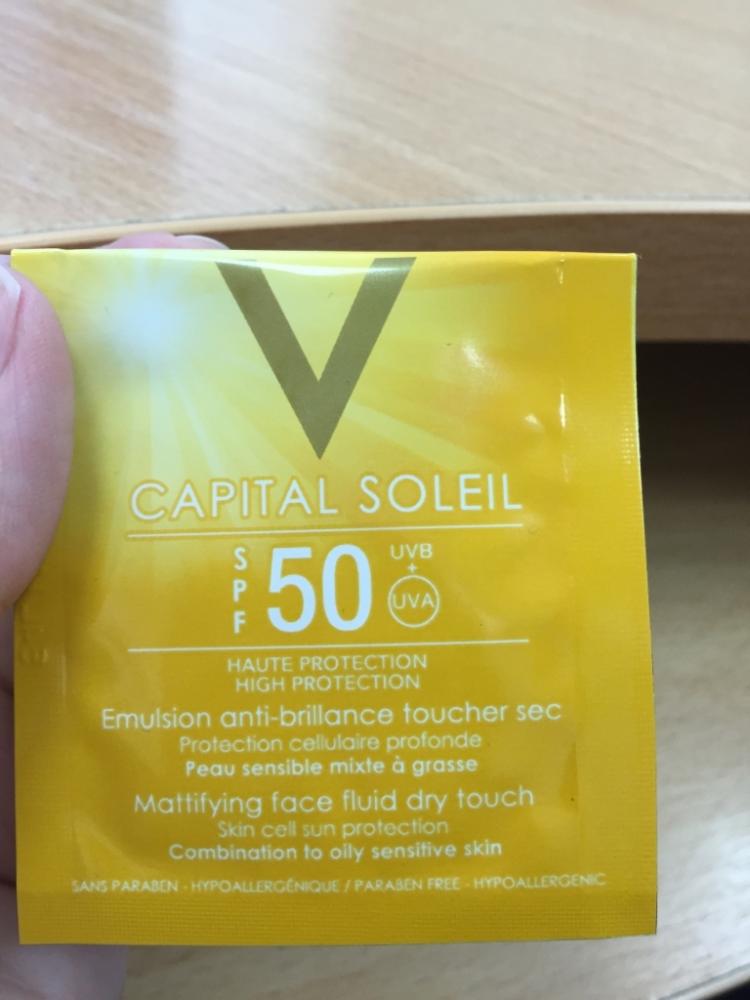 V
CAPITAL SOLEIL
SPF 50 UVB + UVA
HAUTE PROTECTION
HIGH PROTECTION
Emulsion anti-brillance toucher sec
Protection cellulaire profonde
Peau sensible mixte à grasse
Mattifying face fluid dry touch
Skin cell sun protection
Combination to oily sensitive skin
SANS PARABEN - HYPOALLERGÉNIQUE / PARABEN FREE - HYPOALLERGENIC